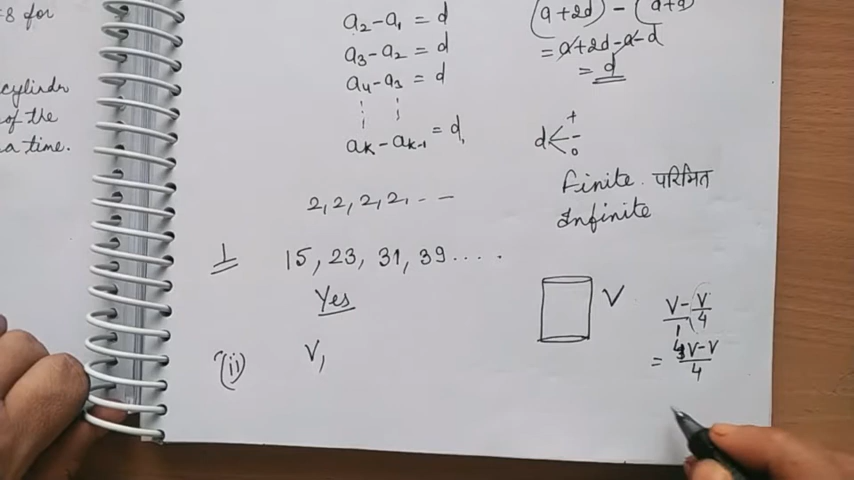 8 for
cylinder
of the
a time.
a₂ - a₁ = d
a₃ - a₂ = d
a₄ - a₃ = d
aₖ - aₖ₋₁ = d,
2, 2, 2, 2, - - —
1 15, 23, 31, 39 . . . .
Yes
(ii) V,
(a+2d) - (a+d)
= a+2d-a-d
= d
d < + - 0
Finite. परिमित
Infinite
V
V/1 - V/4
= 4V-V/4